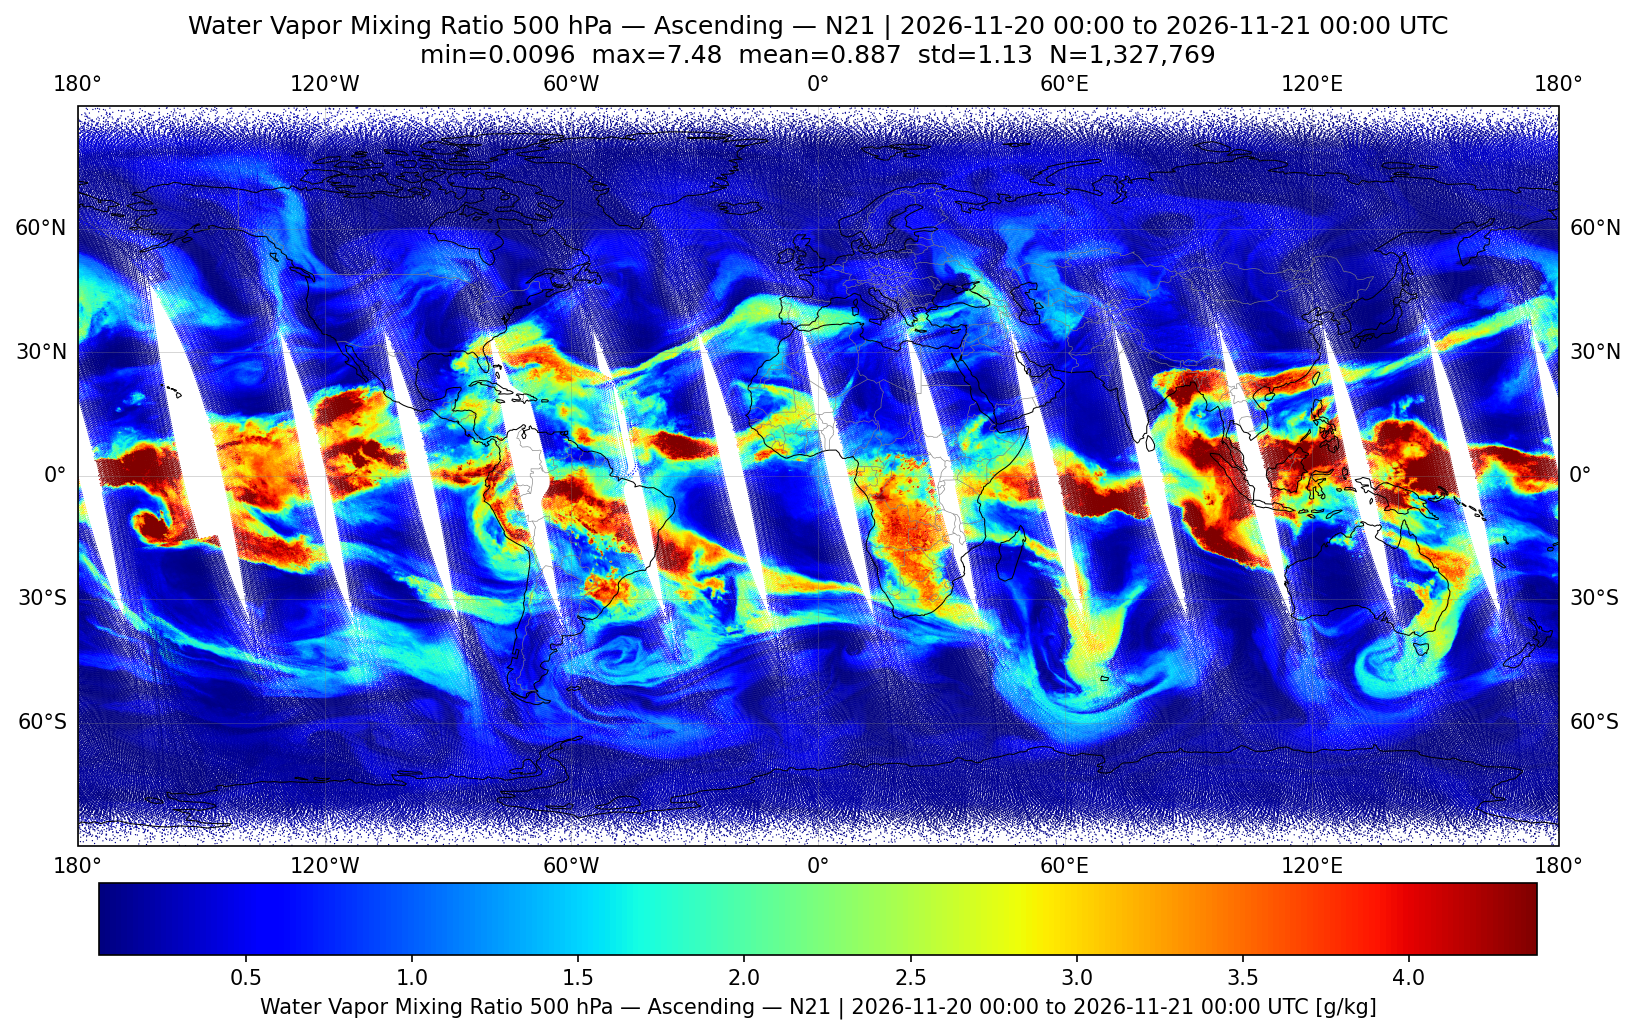 Water Vapor Mixing Ratio 500 hPa — Ascending — N21 | 2026-11-20 00:00 to 2026-11-21 00:00 UTC
min=0.0096 max=7.48 mean=0.887 std=1.13 N=1,327,769
180° 120°W 60°W 0° 60°E 120°E 180°
60°N 60°N
30°N 30°N
0° 0°
30°S 30°S
60°S 60°S
180° 120°W 60°W 0° 60°E 120°E 180°
0.5 1.0 1.5 2.0 2.5 3.0 3.5 4.0
Water Vapor Mixing Ratio 500 hPa — Ascending — N21 | 2026-11-20 00:00 to 2026-11-21 00:00 UTC [g/kg]